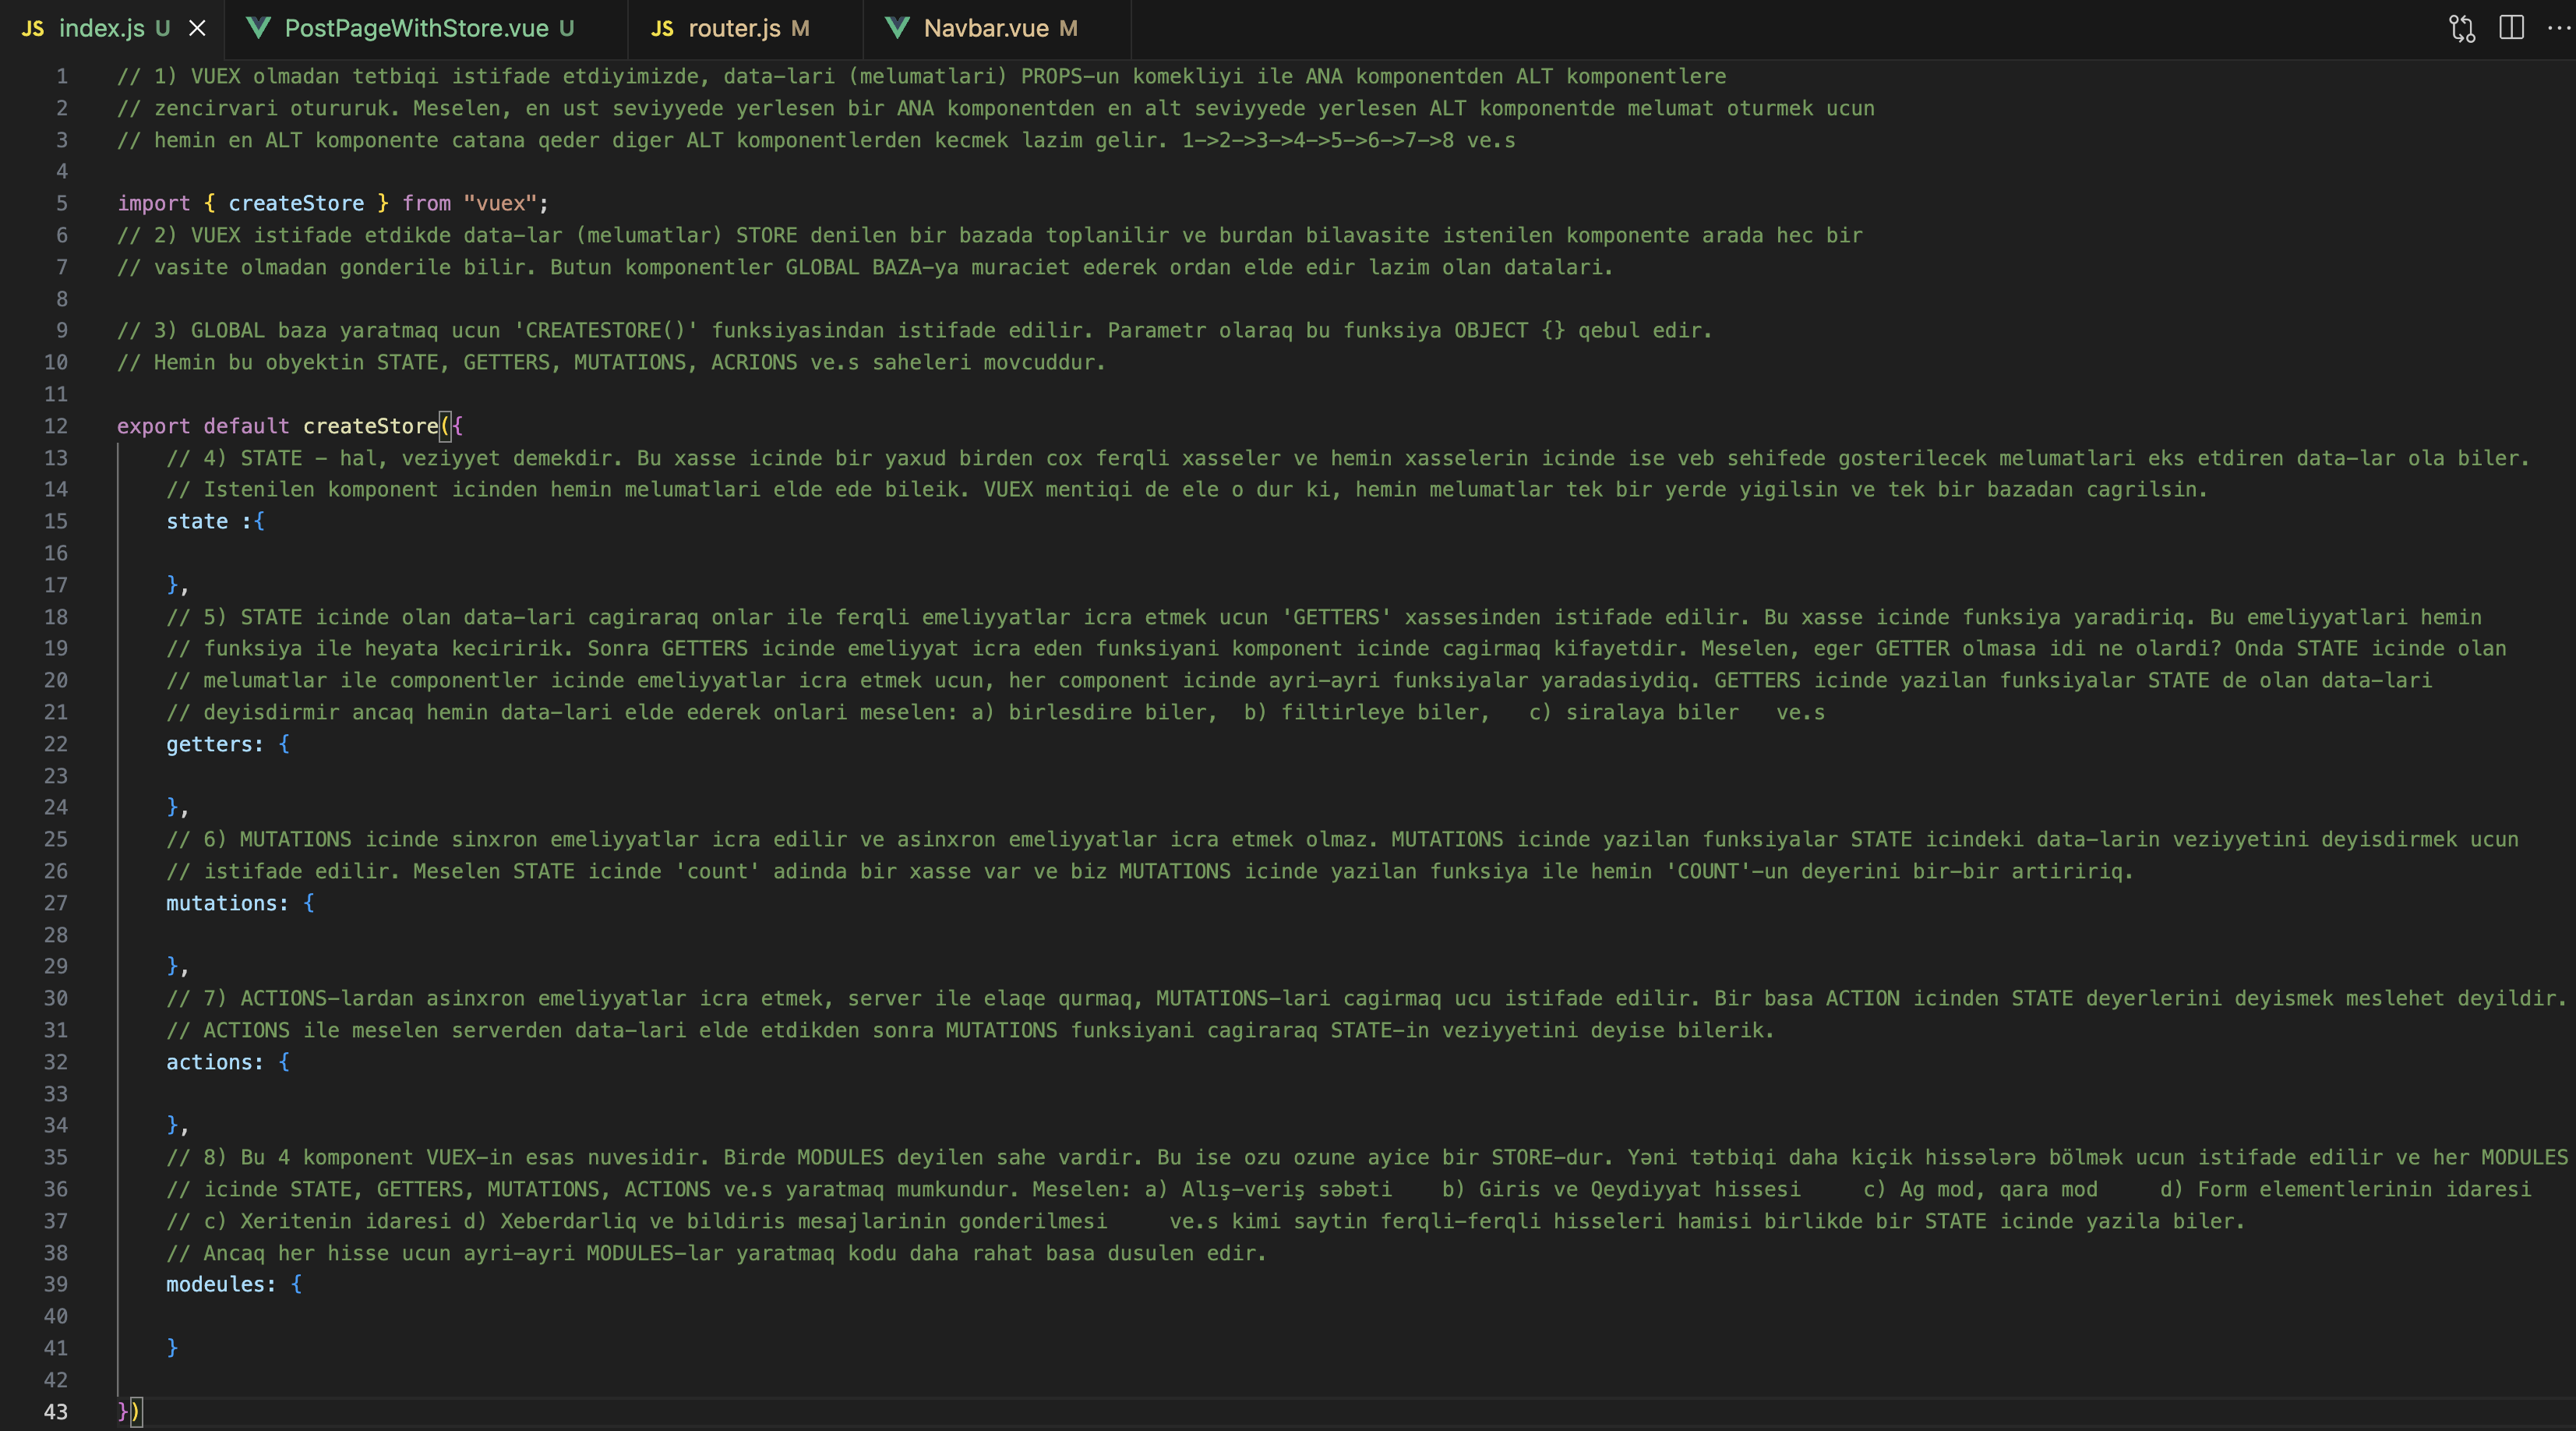 JS index.js U PostPageWithStore.vue U JS router.js M Navbar.vue M
1 // 1) VUEX olmadan tetbiqi istifade etdiyimizde, data-lari (melumatlari) PROPS-un komekliyi ile ANA komponentden ALT komponentlere
2 // zencirvari otururuk. Meselen, en ust seviyyede yerlesen bir ANA komponentden en alt seviyyede yerlesen ALT komponentde melumat oturmek ucun
3 // hemin en ALT komponente catana qeder diger ALT komponentlerden kecmek lazim gelir. 1->2->3->4->5->6->7->8 ve.s
4
5 import { createStore } from "vuex";
6 // 2) VUEX istifade etdikde data-lar (melumatlar) STORE denilen bir bazada toplanilir ve burdan bilavasite istenilen komponente arada hec bir
7 // vasite olmadan gonderile bilir. Butun komponentler GLOBAL BAZA-ya muraciet ederek ordan elde edir lazim olan datalari.
8
9 // 3) GLOBAL baza yaratmaq ucun 'CREATESTORE()' funksiyasindan istifade edilir. Parametr olaraq bu funksiya OBJECT {} qebul edir.
10 // Hemin bu obyektin STATE, GETTERS, MUTATIONS, ACRIONS ve.s saheleri movcuddur.
11
12 export default createStore({
13 // 4) STATE - hal, veziyyet demekdir. Bu xasse icinde bir yaxud birden cox ferqli xasseler ve hemin xasselerin icinde ise veb sehifede gosterilecek melumatlari eks etdiren data-lar ola biler.
14 // Istenilen komponent icinden hemin melumatlari elde ede bileik. VUEX mentiqi de ele o dur ki, hemin melumatlar tek bir yerde yigilsin ve tek bir bazadan cagrilsin.
15 state :{
16
17 },
18 // 5) STATE icinde olan data-lari cagiraraq onlar ile ferqli emeliyyatlar icra etmek ucun 'GETTERS' xassesinden istifade edilir. Bu xasse icinde funksiya yaradiriq. Bu emeliyyatlari hemin
19 // funksiya ile heyata keciririk. Sonra GETTERS icinde emeliyyat icra eden funksiyani komponent icinde cagirmaq kifayetdir. Meselen, eger GETTER olmasa idi ne olardi? Onda STATE icinde olan
20 // melumatlar ile componentler icinde emeliyyatlar icra etmek ucun, her component icinde ayri-ayri funksiyalar yaradasiydiq. GETTERS icinde yazilan funksiyalar STATE de olan data-lari
21 // deyisdirmir ancaq hemin data-lari elde ederek onlari meselen: a) birlesdire biler, b) filtirleye biler, c) siralaya biler ve.s
22 getters: {
23
24 },
25 // 6) MUTATIONS icinde sinxron emeliyyatlar icra edilir ve asinxron emeliyyatlar icra etmek olmaz. MUTATIONS icinde yazilan funksiyalar STATE icindeki data-larin veziyyetini deyisdirmek ucun
26 // istifade edilir. Meselen STATE icinde 'count' adinda bir xasse var ve biz MUTATIONS icinde yazilan funksiya ile hemin 'COUNT'-un deyerini bir-bir artiririq.
27 mutations: {
28
29 },
30 // 7) ACTIONS-lardan asinxron emeliyyatlar icra etmek, server ile elaqe qurmaq, MUTATIONS-lari cagirmaq ucu istifade edilir. Bir basa ACTION icinden STATE deyerlerini deyismek meslehet deyildir.
31 // ACTIONS ile meselen serverden data-lari elde etdikden sonra MUTATIONS funksiyani cagiraraq STATE-in veziyyetini deyise bilerik.
32 actions: {
33
34 },
35 // 8) Bu 4 komponent VUEX-in esas nuvesidir. Birde MODULES deyilen sahe vardir. Bu ise ozu ozune ayice bir STORE-dur. Yəni tətbiqi daha kiçik hissələrə bölmək ucun istifade edilir ve her MODULES
36 // icinde STATE, GETTERS, MUTATIONS, ACTIONS ve.s yaratmaq mumkundur. Meselen: a) Alış-veriş səbəti b) Giris ve Qeydiyyat hissesi c) Ag mod, qara mod d) Form elementlerinin idaresi
37 // c) Xeritenin idaresi d) Xeberdarliq ve bildiris mesajlarinin gonderilmesi ve.s kimi saytin ferqli-ferqli hisseleri hamisi birlikde bir STATE icinde yazila biler.
38 // Ancaq her hisse ucun ayri-ayri MODULES-lar yaratmaq kodu daha rahat basa dusulen edir.
39 modeules: {
40
41 }
42
43 })